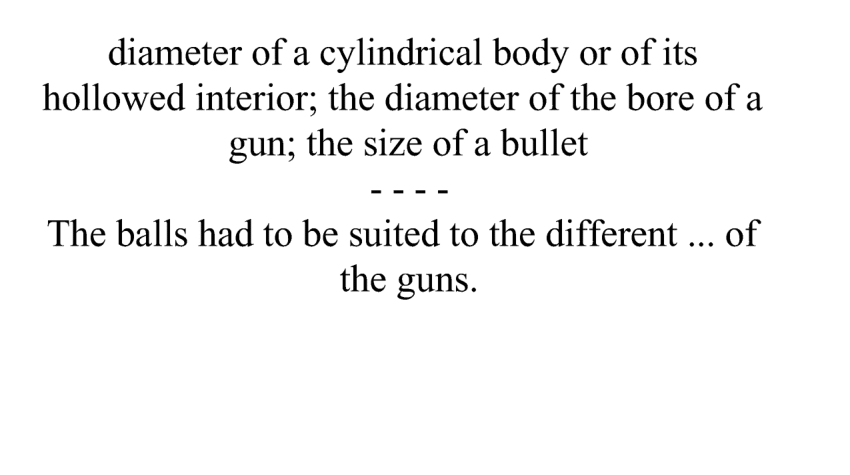 diameter of a cylindrical body or of its
hollowed interior; the diameter of the bore of a
gun; the size of a bullet
- - - -
The balls had to be suited to the different ... of
the guns.